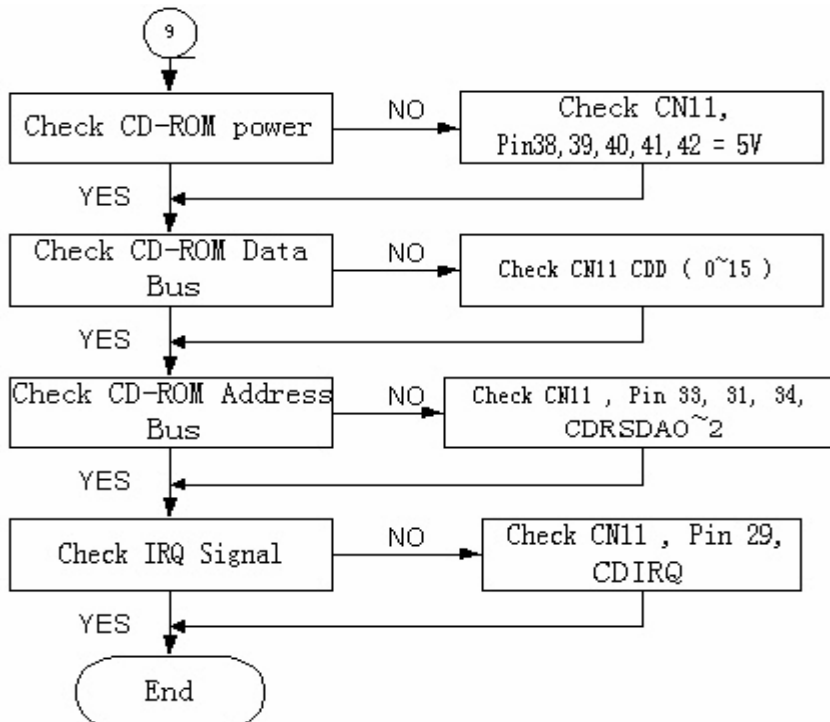 9
Check CD-ROM power
NO
Check CN11,
Pin38,39,40,41,42 = 5V
YES
Check CD-ROM Data
Bus
NO
Check CN11 CDD ( 0~15 )
YES
Check CD-ROM Address
Bus
NO
Check CN11 , Pin 33, 31, 34,
CDRSDA0~2
YES
Check IRQ Signal
NO
Check CN11 , Pin 29,
CDIRQ
YES
End